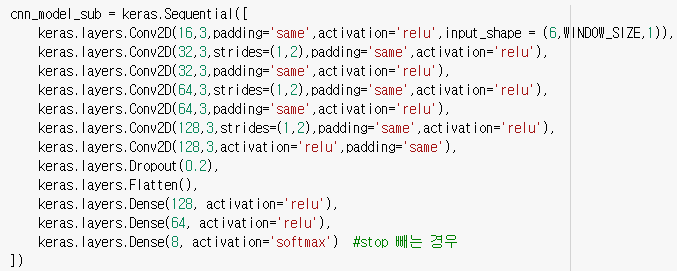 cnn_model_sub = keras.Sequential([
    keras.layers.Conv2D(16,3,padding='same',activation='relu',input_shape = (6,WINDOW_SIZE,1)),
    keras.layers.Conv2D(32,3,strides=(1,2),padding='same',activation='relu'),
    keras.layers.Conv2D(32,3,padding='same',activation='relu'),
    keras.layers.Conv2D(64,3,strides=(1,2),padding='same',activation='relu'),
    keras.layers.Conv2D(64,3,padding='same',activation='relu'),
    keras.layers.Conv2D(128,3,strides=(1,2),padding='same',activation='relu'),
    keras.layers.Conv2D(128,3,activation='relu',padding='same'),
    keras.layers.Dropout(0.2),
    keras.layers.Flatten(),
    keras.layers.Dense(128, activation='relu'),
    keras.layers.Dense(64, activation='relu'),
    keras.layers.Dense(8, activation='softmax')  #stop 빼는 경우
])